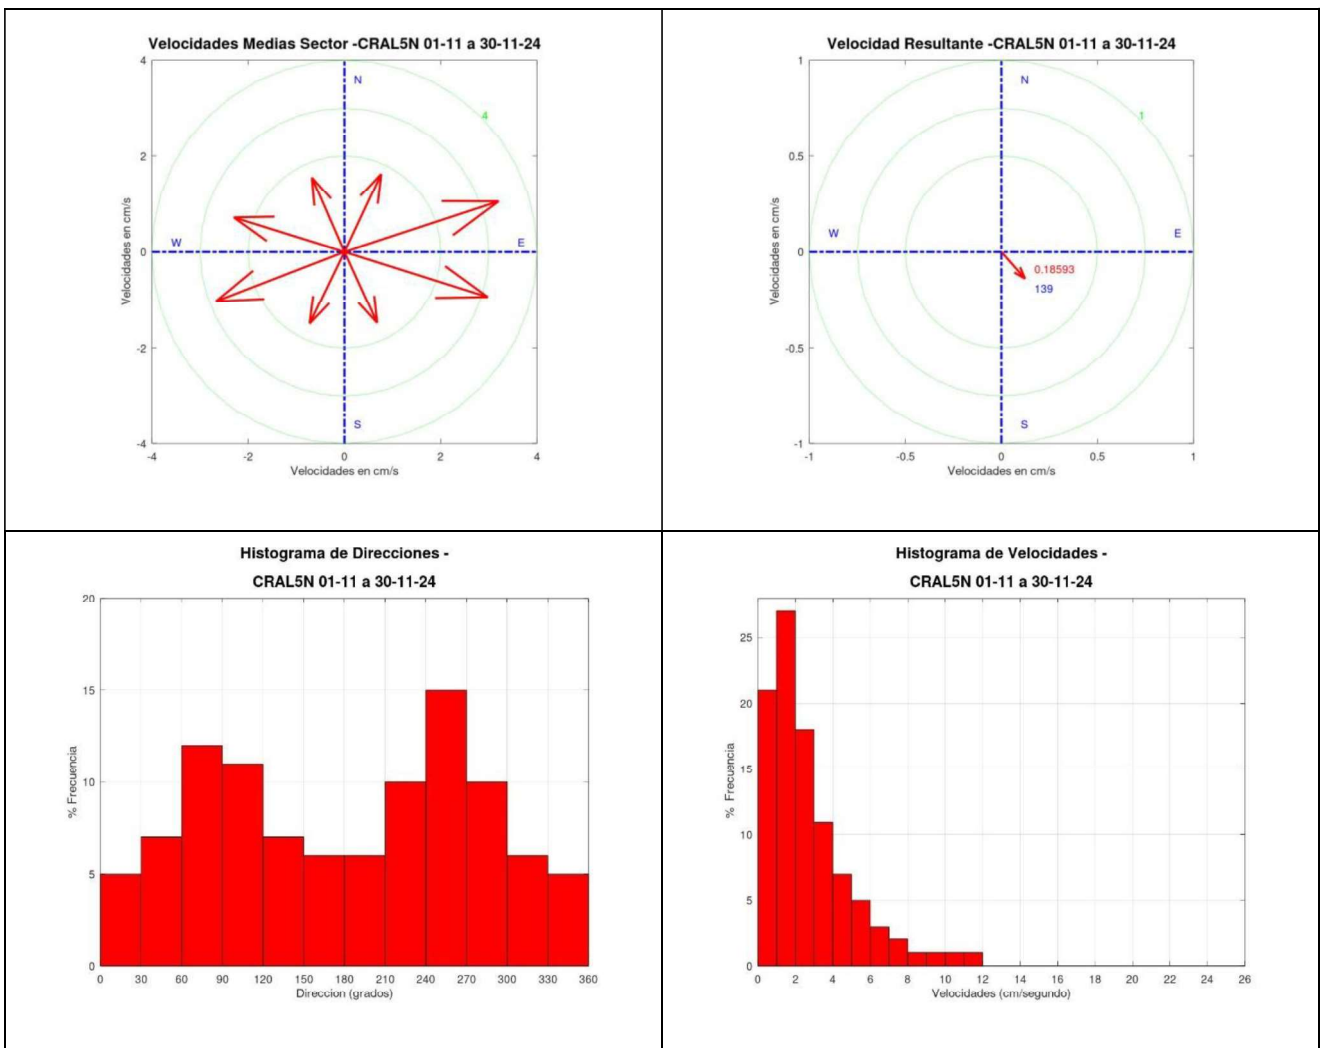 Velocidades Medias Sector -CRAL5N 01-11 a 30-11-24
4
2
0
-2
-4
-4
-2
0
2
4
N
4
W
E
S
Velocidades en cm/s
Velocidades en cm/s
Velocidad Resultante -CRAL5N 01-11 a 30-11-24
1
0.5
0
-0.5
-1
-1
-0.5
0
0.5
1
N
1
W
E
0.18593
139
S
Velocidades en cm/s
Velocidades en cm/s
Histograma de Direcciones -
CRAL5N 01-11 a 30-11-24
20
15
10
5
0
% Frecuencia
0 30 60 90 120 150 180 210 240 270 300 330 360
Direccion (grados)
Histograma de Velocidades -
CRAL5N 01-11 a 30-11-24
25
20
15
10
5
0
% Frecuencia
0 2 4 6 8 10 12 14 16 18 20 22 24 26
Velocidades (cm/segundo)